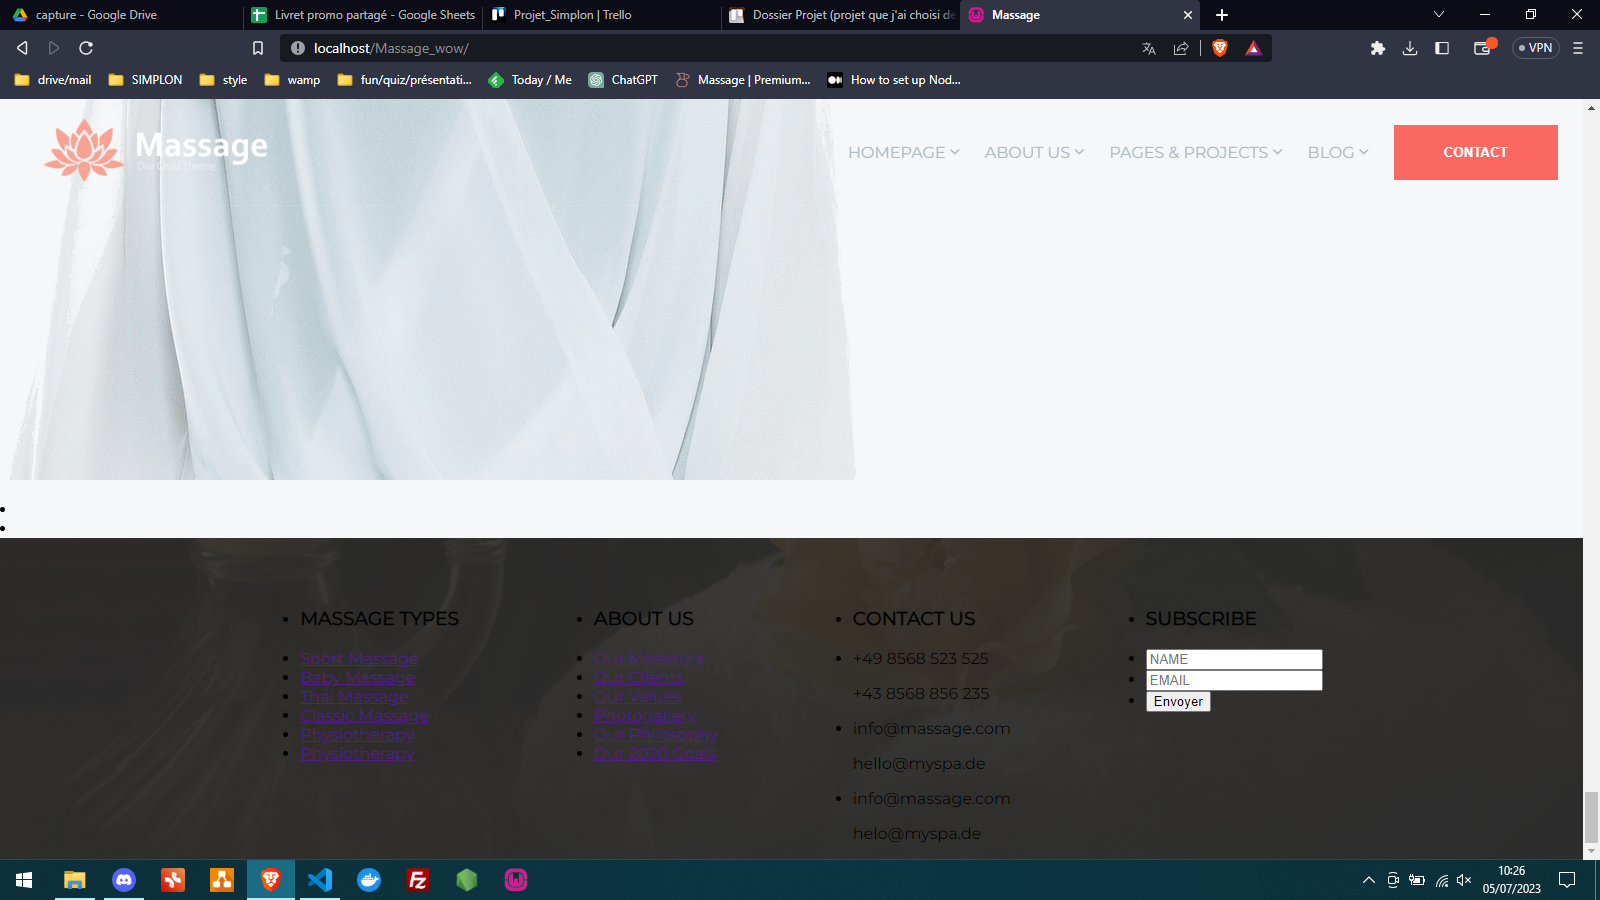 capture - Google Drive
Livret promo partagé - Google Sheets
Projet_Simplon | Trello
Dossier Projet (projet que j'ai choisi de
Massage
localhost/Massage_wow/
VPN
drive/mail
SIMPLON
style
wamp
fun/quiz/présentati...
Today / Me
ChatGPT
Massage | Premium...
How to set up Nod...
Massage
Divi Child Theme
HOMEPAGE
ABOUT US
PAGES & PROJECTS
BLOG
CONTACT
MASSAGE TYPES
Sport Massage
Baby Massage
Thai Massage
Classic Massage
Physiotherapy
Physiotherapy
ABOUT US
Our Masseurs
Our Clients
Our Values
Photogallery
Our Philosophy
Our 2020 Goals
CONTACT US
+49 8568 523 525
+43 8568 856 235
info@massage.com
hello@myspa.de
info@massage.com
helo@myspa.de
SUBSCRIBE
NAME
EMAIL
Envoyer
10:26
05/07/2023